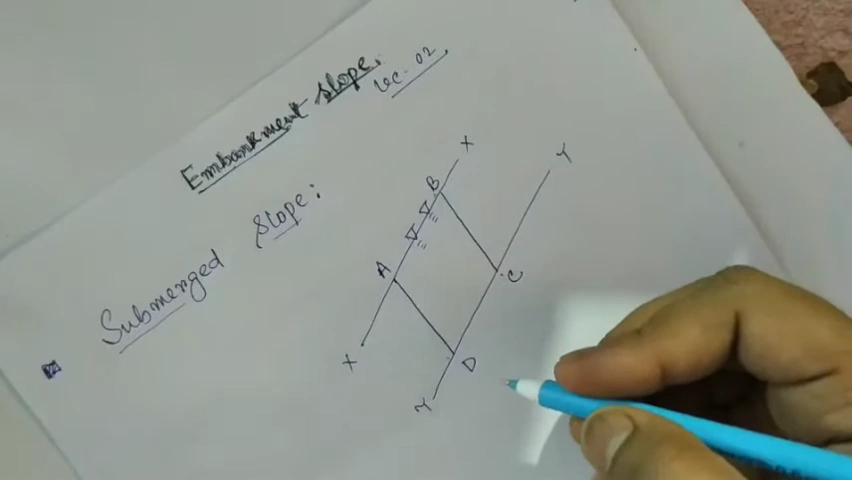 Embankment Slope.
Lec-02
Submerged Slope:
X
Y
B
A
C
X
D
Y